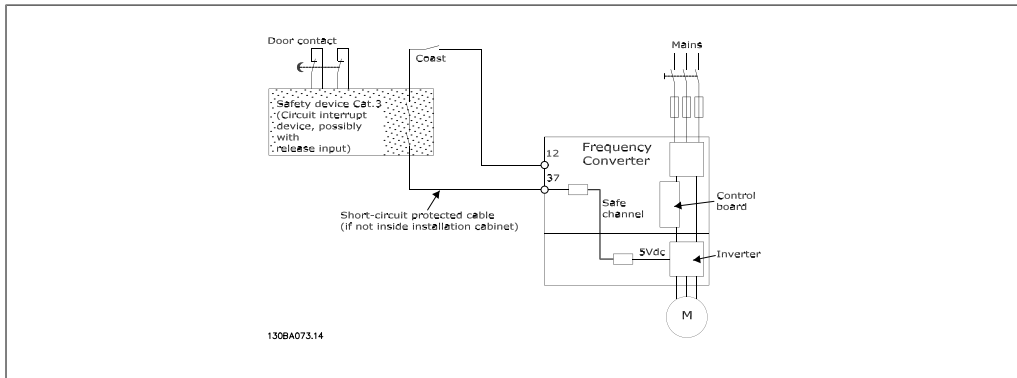 Door contact
Coast
Mains
Safety device Cat.3
(Circuit interrupt
device, possibly
with
release input)
12
Frequency
Converter
37
Safe
channel
Control
board
Short-circuit protected cable
(if not inside installation cabinet)
5Vdc
Inverter
M
130BA073.14